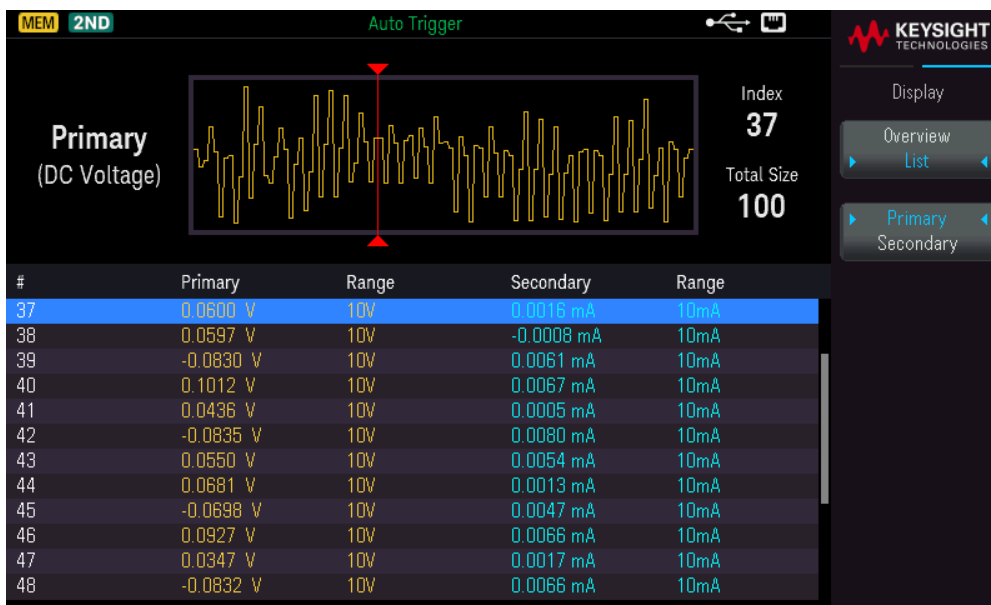 MEM 2ND Auto Trigger
KEYSIGHT
TECHNOLOGIES
Display
Overview
List
Primary
Secondary
Primary
(DC Voltage)
Index
37
Total Size
100
# Primary Range Secondary Range
37 0.0600 V 10V 0.0016 mA 10mA
38 0.0597 V 10V -0.0008 mA 10mA
39 -0.0830 V 10V 0.0061 mA 10mA
40 0.1012 V 10V 0.0067 mA 10mA
41 0.0436 V 10V 0.0005 mA 10mA
42 -0.0835 V 10V 0.0080 mA 10mA
43 0.0550 V 10V 0.0054 mA 10mA
44 0.0681 V 10V 0.0013 mA 10mA
45 -0.0698 V 10V 0.0047 mA 10mA
46 0.0927 V 10V 0.0066 mA 10mA
47 0.0347 V 10V 0.0017 mA 10mA
48 -0.0832 V 10V 0.0066 mA 10mA